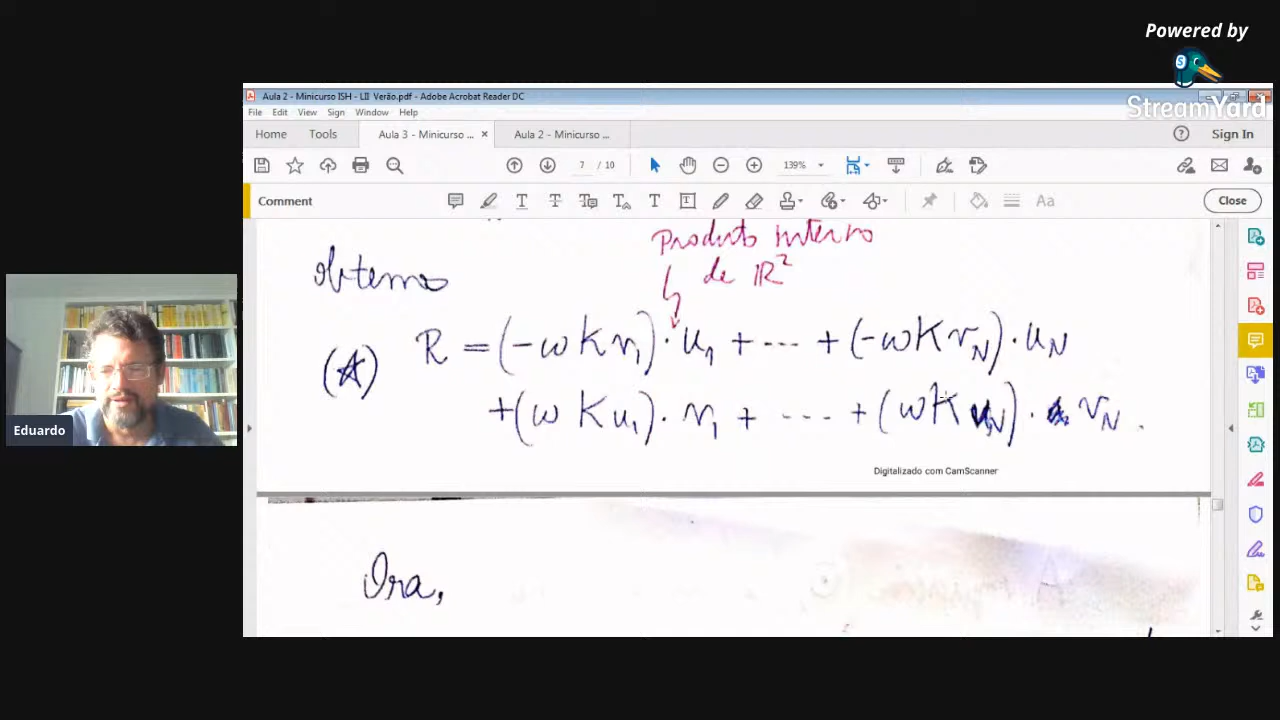 Powered by
StreamYard
Aula 2 - Minicurso ISH - LII Verão.pdf - Adobe Acrobat Reader DC
File Edit View Sign Window Help
Home Tools Aula 3 - Minicurso ... × Aula 2 - Minicurso ... Sign In
7 / 10 139%
Comment Aa Close
Produto interno
de ℝ²
obtemos
(★) R = (-ωKv₁)·u₁ + ... + (-ωKv_N)·u_N
+(ωKu₁)·v₁ + ... + (ωKu_N)·v_N.
Digitalizado com CamScanner
Ora,
Eduardo